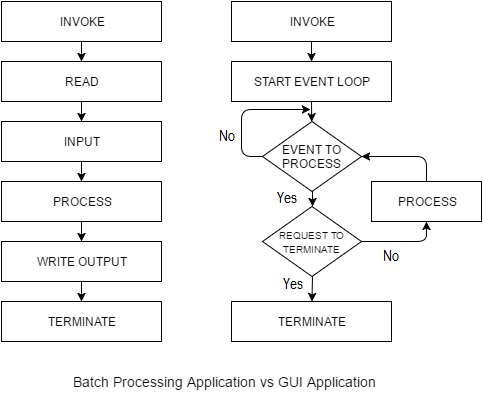 INVOKE
READ
INPUT
PROCESS
WRITE OUTPUT
TERMINATE
INVOKE
START EVENT LOOP
No
EVENT TO
PROCESS
Yes
PROCESS
REQUEST TO
TERMINATE
No
Yes
TERMINATE
Batch Processing Application vs GUI Application